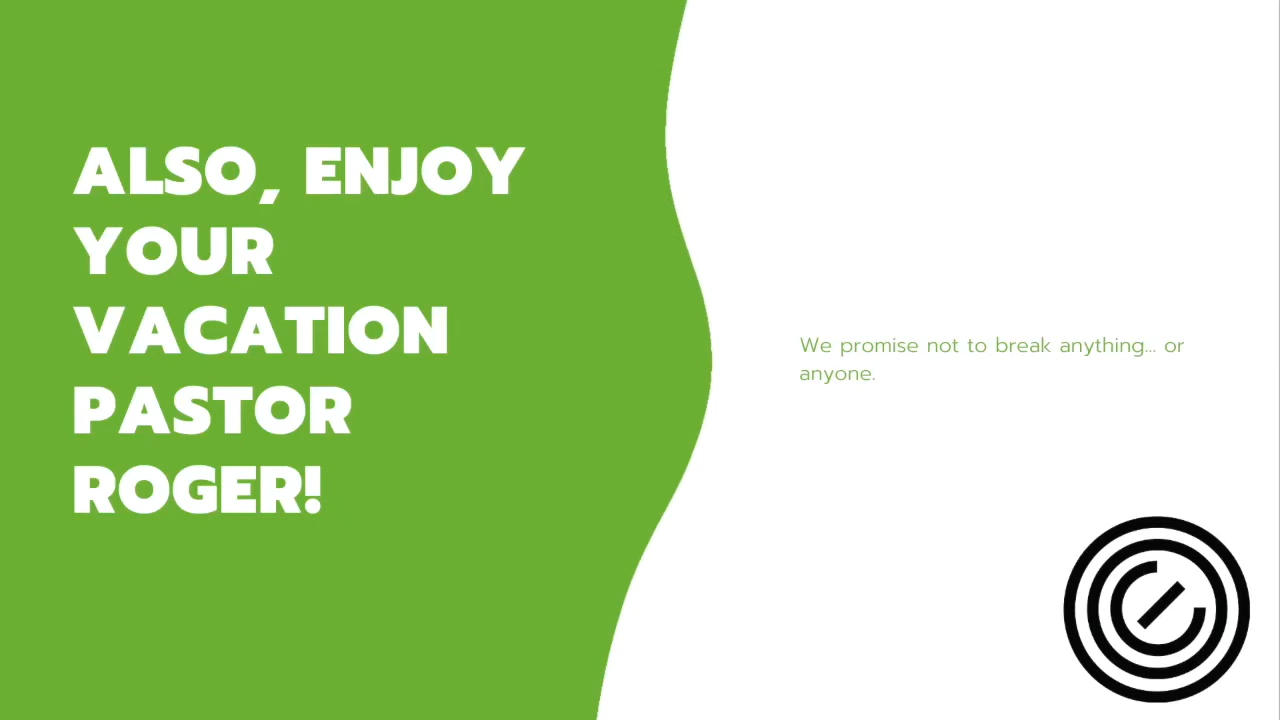 ALSO, ENJOY
YOUR
VACATION
PASTOR
ROGER!
We promise not to break anything... or
anyone.